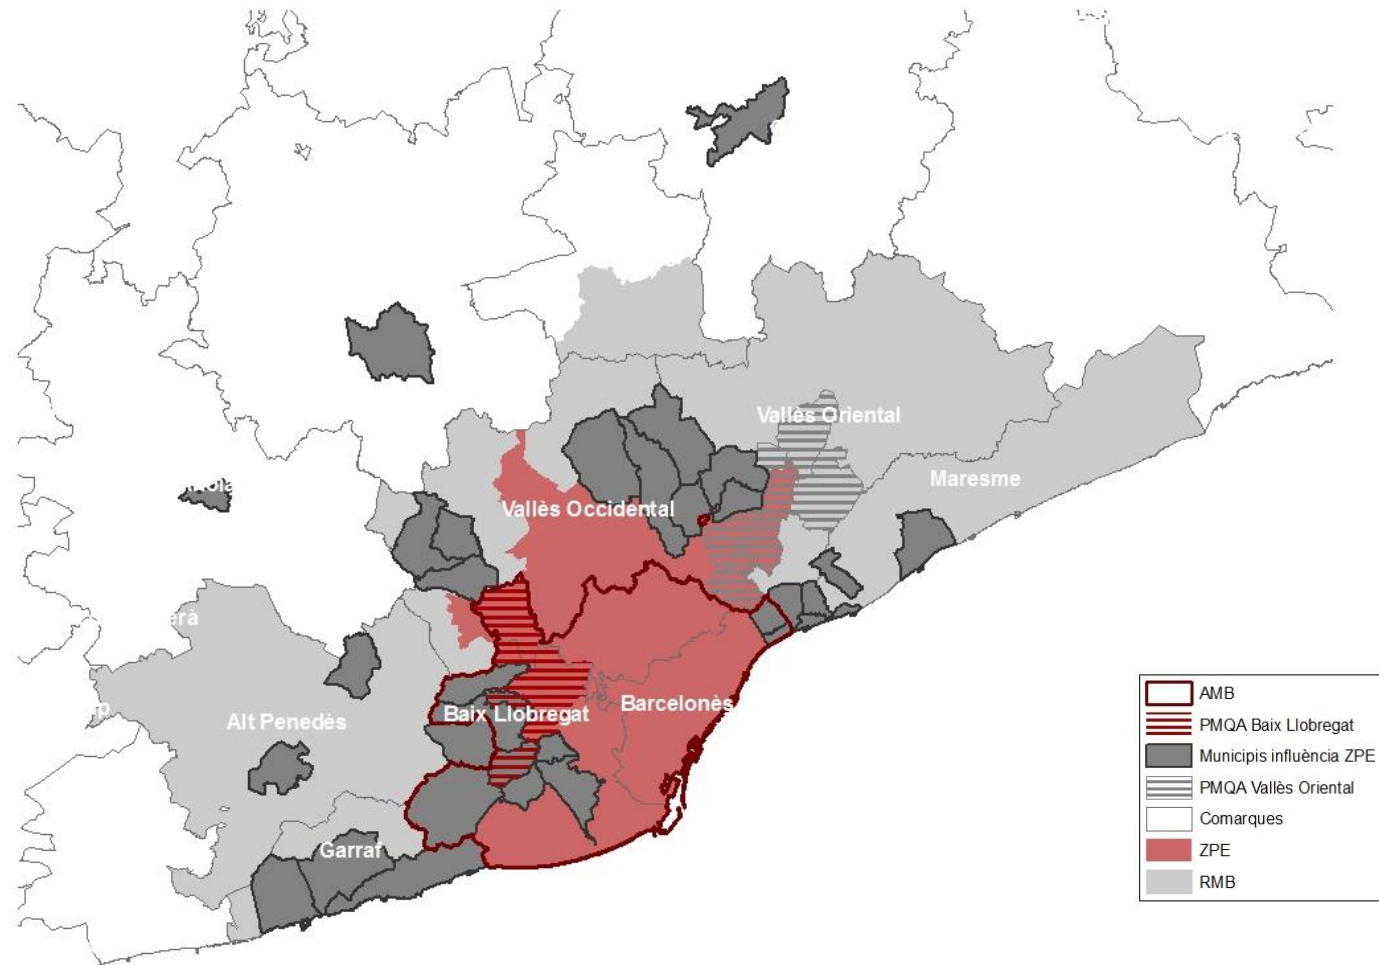 Vallès Oriental
Maresme
Vallès Occidental
Barcelonès
Baix Llobregat
Alt Penedès
Garraf
AMB
PMQA Baix Llobregat
Municipis influència ZPE
PMQA Vallès Oriental
Comarques
ZPE
RMB